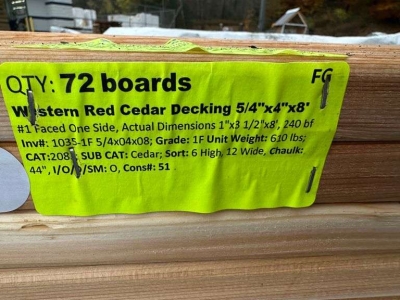 QTY: 72 boards FG
Western Red Cedar Decking 5/4"x4"x8'
#1 Faced One Side, Actual Dimensions 1"x3 1/2"x8', 240 bf
Inv#: 1035-1F 5/4x04x08; Grade: 1F Unit Weight: 610 lbs;
CAT:208; SUB CAT: Cedar; Sort: 6 High, 12 Wide, Chaulk:
44", I/O/D/SM: O, Cons#: 51